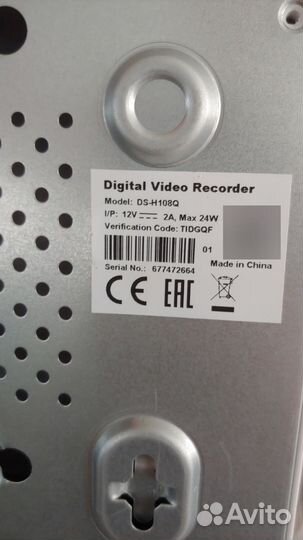 Digital Video Recorder
Model: DS-H108Q
I/P: 12V 2A, Max 24W
Verification Code: TIDGQF
01
Serial No.: 677472664
Made in China
CE EAC
Avito